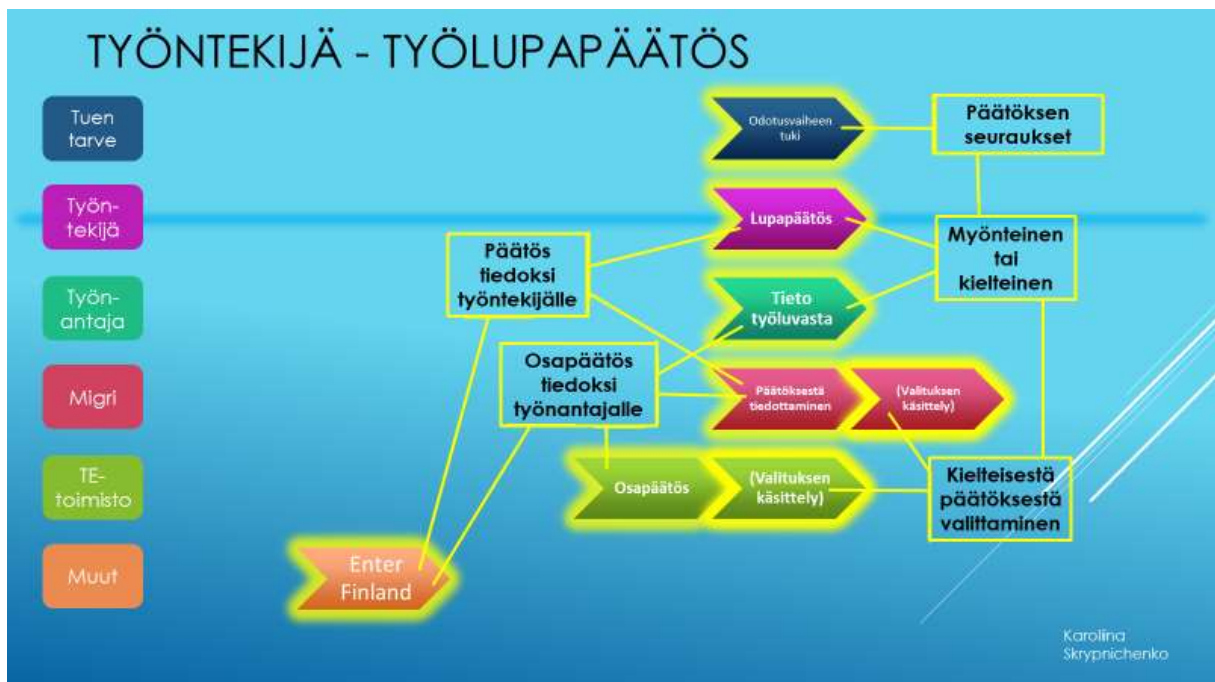 TYÖNTEKIJÄ - TYÖLUPAPÄÄTÖS
Tuen
tarve
Odotusvaiheen
tuki
Päätöksen
seuraukset
Työn-
tekijä
Lupapäätös
Päätös
tiedoksi
työntekijälle
Myönteinen
tai
kielteinen
Työn-
antaja
Tieto
työluvasta
Osapäätös
tiedoksi
työnantajalle
Migri
Päätöksestä
tiedottaminen
(Valituksen
käsittely)
TE-
toimisto
Osapäätös
(Valituksen
käsittely)
Kielteisestä
päätöksestä
valittaminen
Muut
Enter
Finland
Karoliina
Skrypnichenko